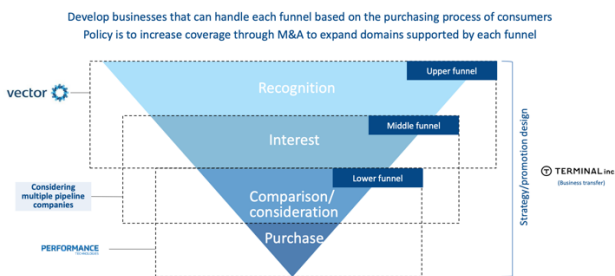 Develop businesses that can handle each funnel based on the purchasing process of consumers
Policy is to increase coverage through M&A to expand domains supported by each funnel
Upper funnel
Recognition
vector
Middle funnel
Interest
Lower funnel
Strategy/promotion design
TERMINAL inc
(Business transfer)
Considering
multiple pipeline
companies
Comparison/
consideration
Purchase
PERFORMANCE
TECHNOLOGIES